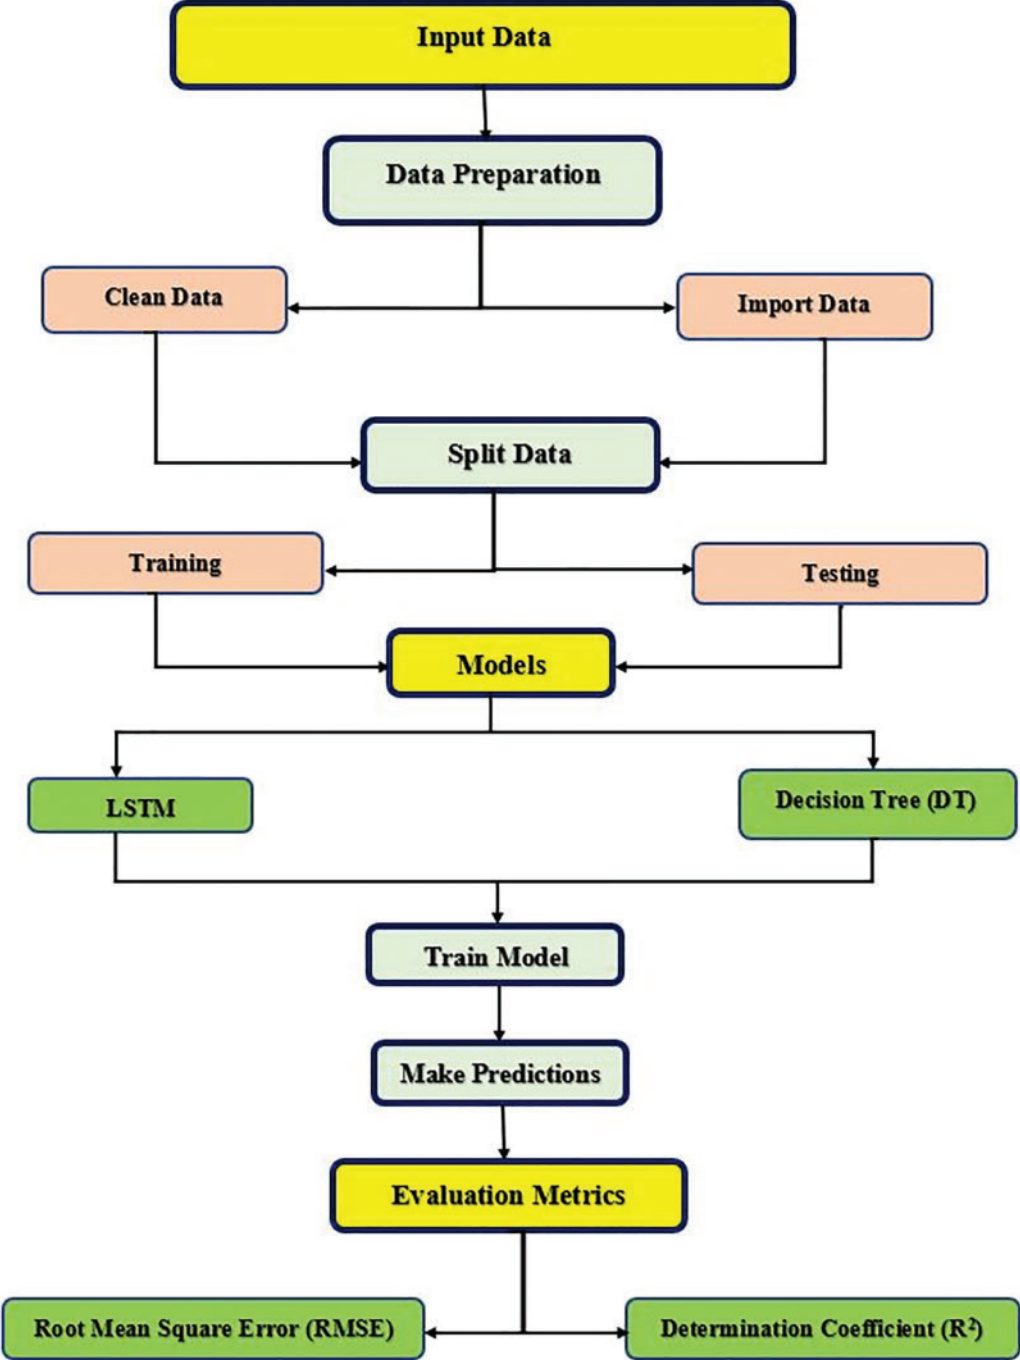 Input Data
Data Preparation
Clean Data
Import Data
Split Data
Training
Testing
Models
LSTM
Decision Tree (DT)
Train Model
Make Predictions
Evaluation Metrics
Root Mean Square Error (RMSE)
Determination Coefficient (R²)